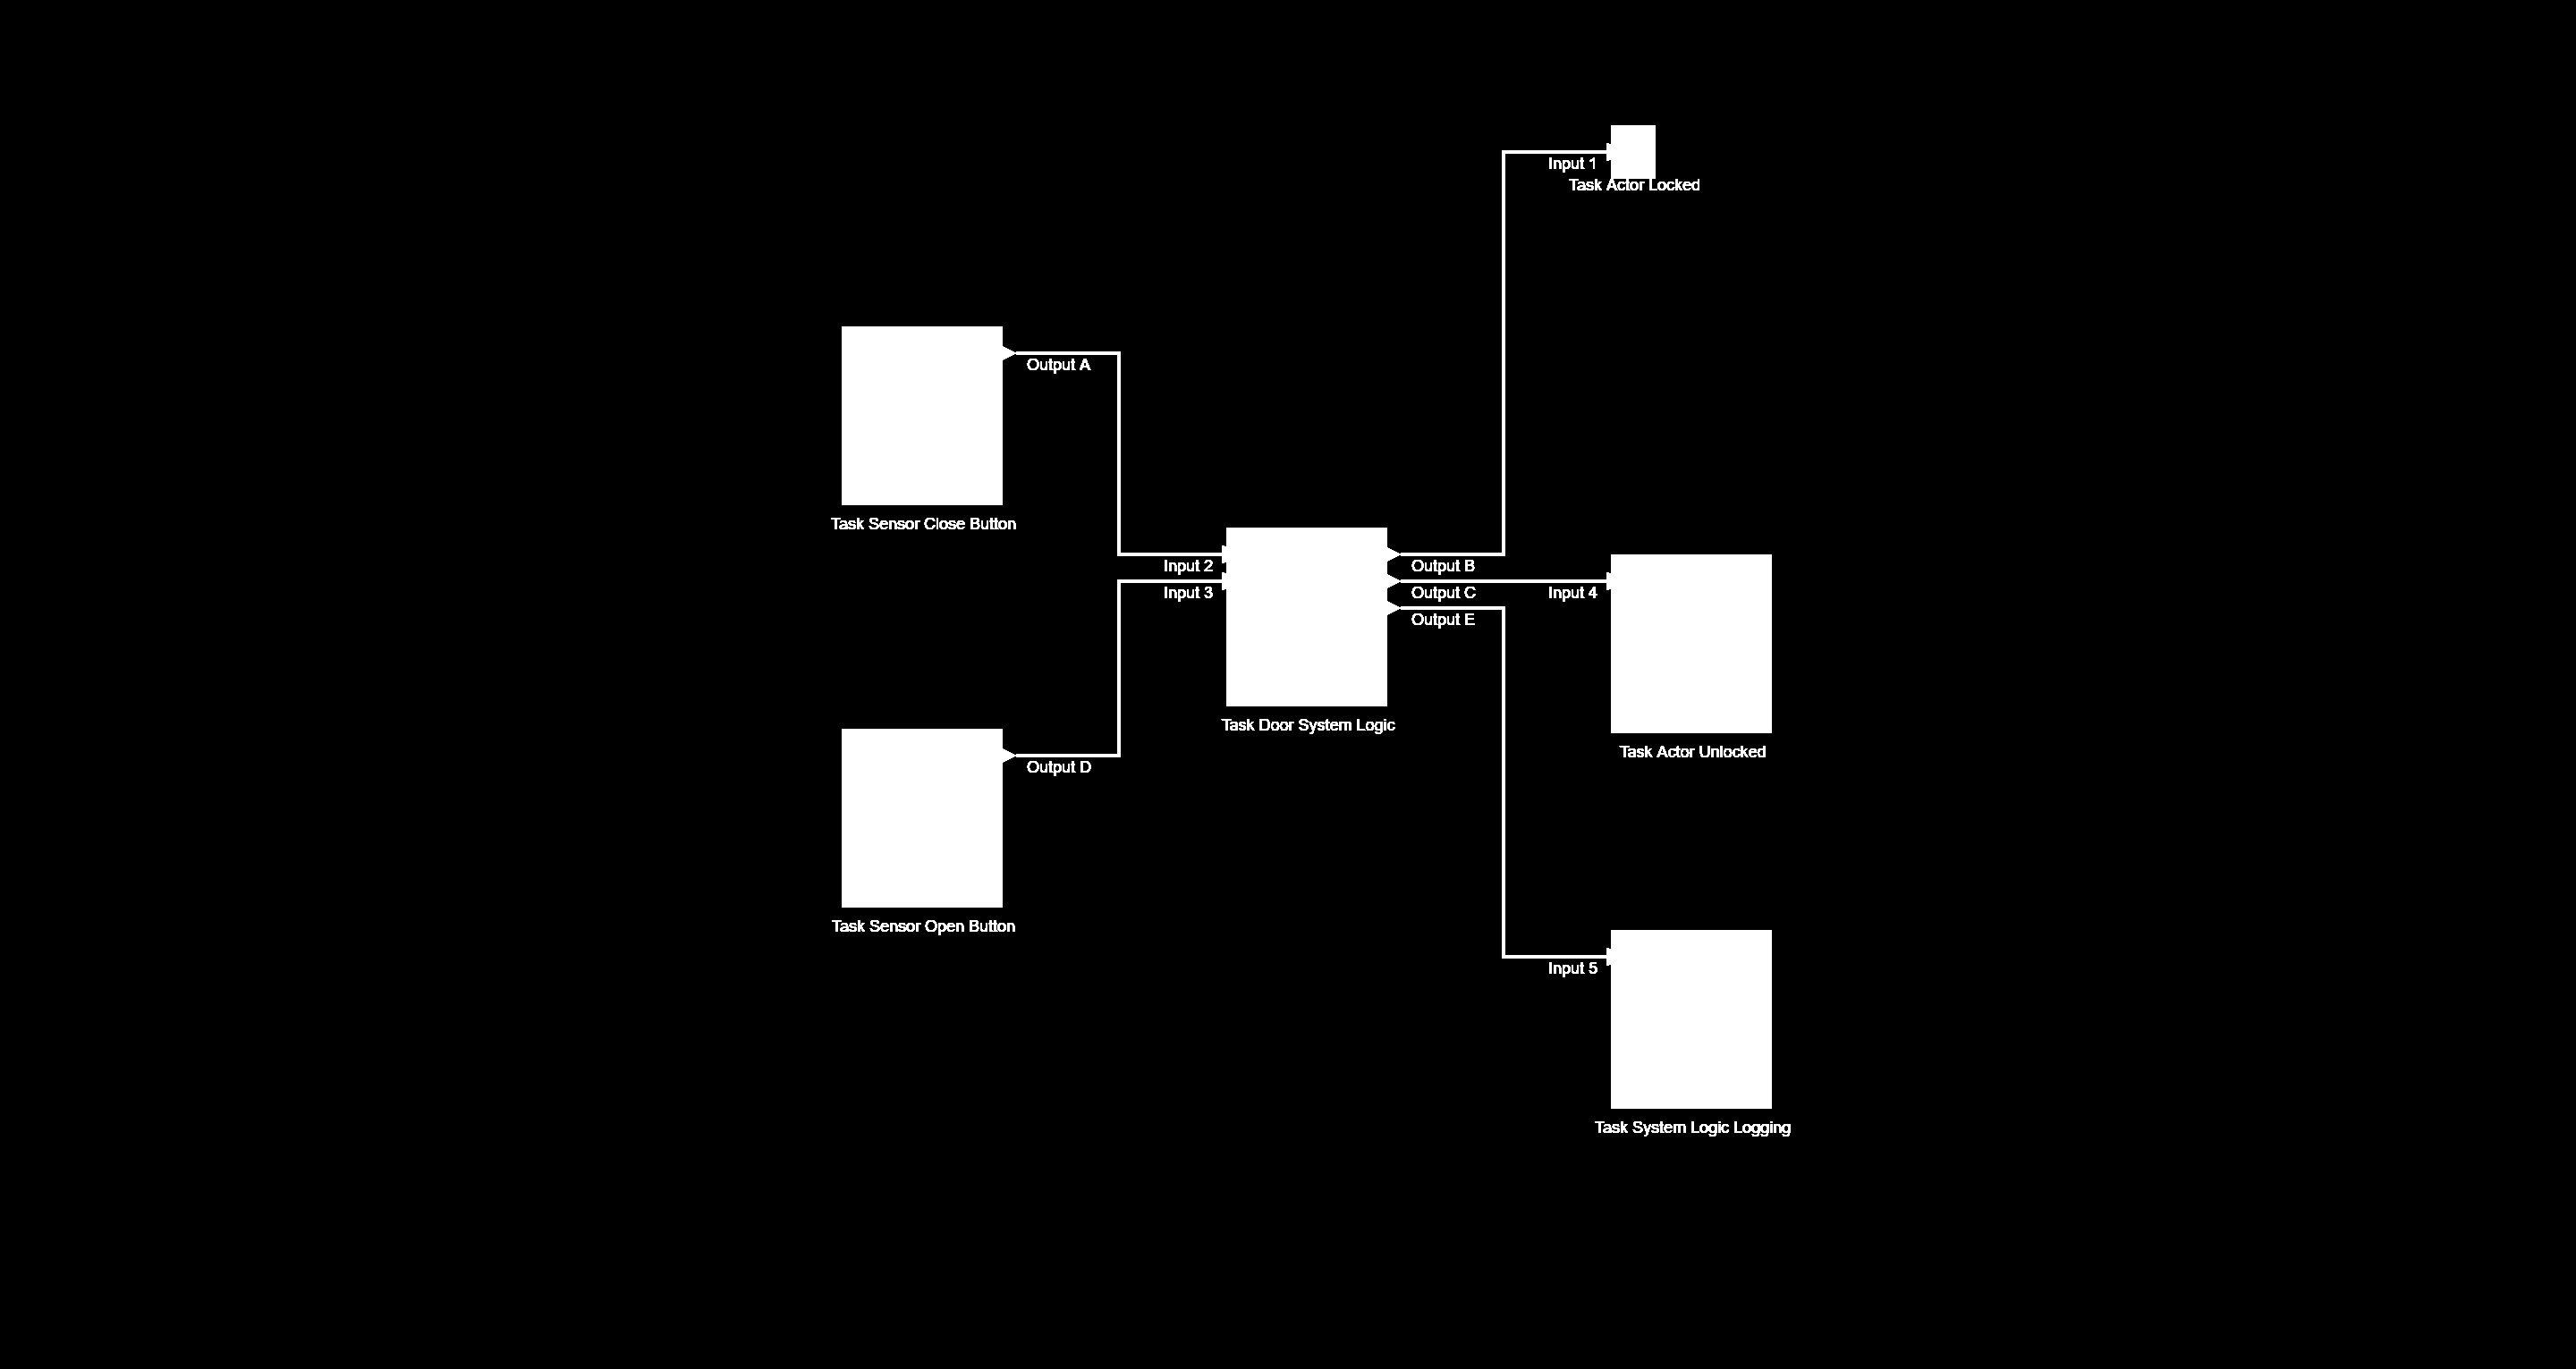 Input 1
Task Actor Locked
Output A
Task Sensor Close Button
Input 2
Output B
Input 3
Output C
Input 4
Output E
Task Door System Logic
Task Actor Unlocked
Output D
Task Sensor Open Button
Input 5
Task System Logic Logging